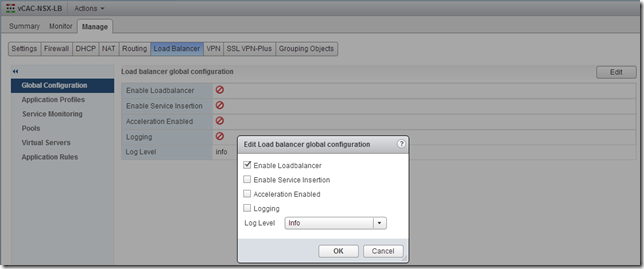 vCAC-NSX-LB Actions
Summary Monitor Manage
Settings Firewall DHCP NAT Routing Load Balancer VPN SSL VPN-Plus Grouping Objects
Global Configuration
Application Profiles
Service Monitoring
Pools
Virtual Servers
Application Rules
Load balancer global configuration Edit
Enable Loadbalancer
Enable Service Insertion
Acceleration Enabled
Logging
Log Level info
Edit Load balancer global configuration ?
Enable Loadbalancer
Enable Service Insertion
Acceleration Enabled
Logging
Log Level Info
OK Cancel